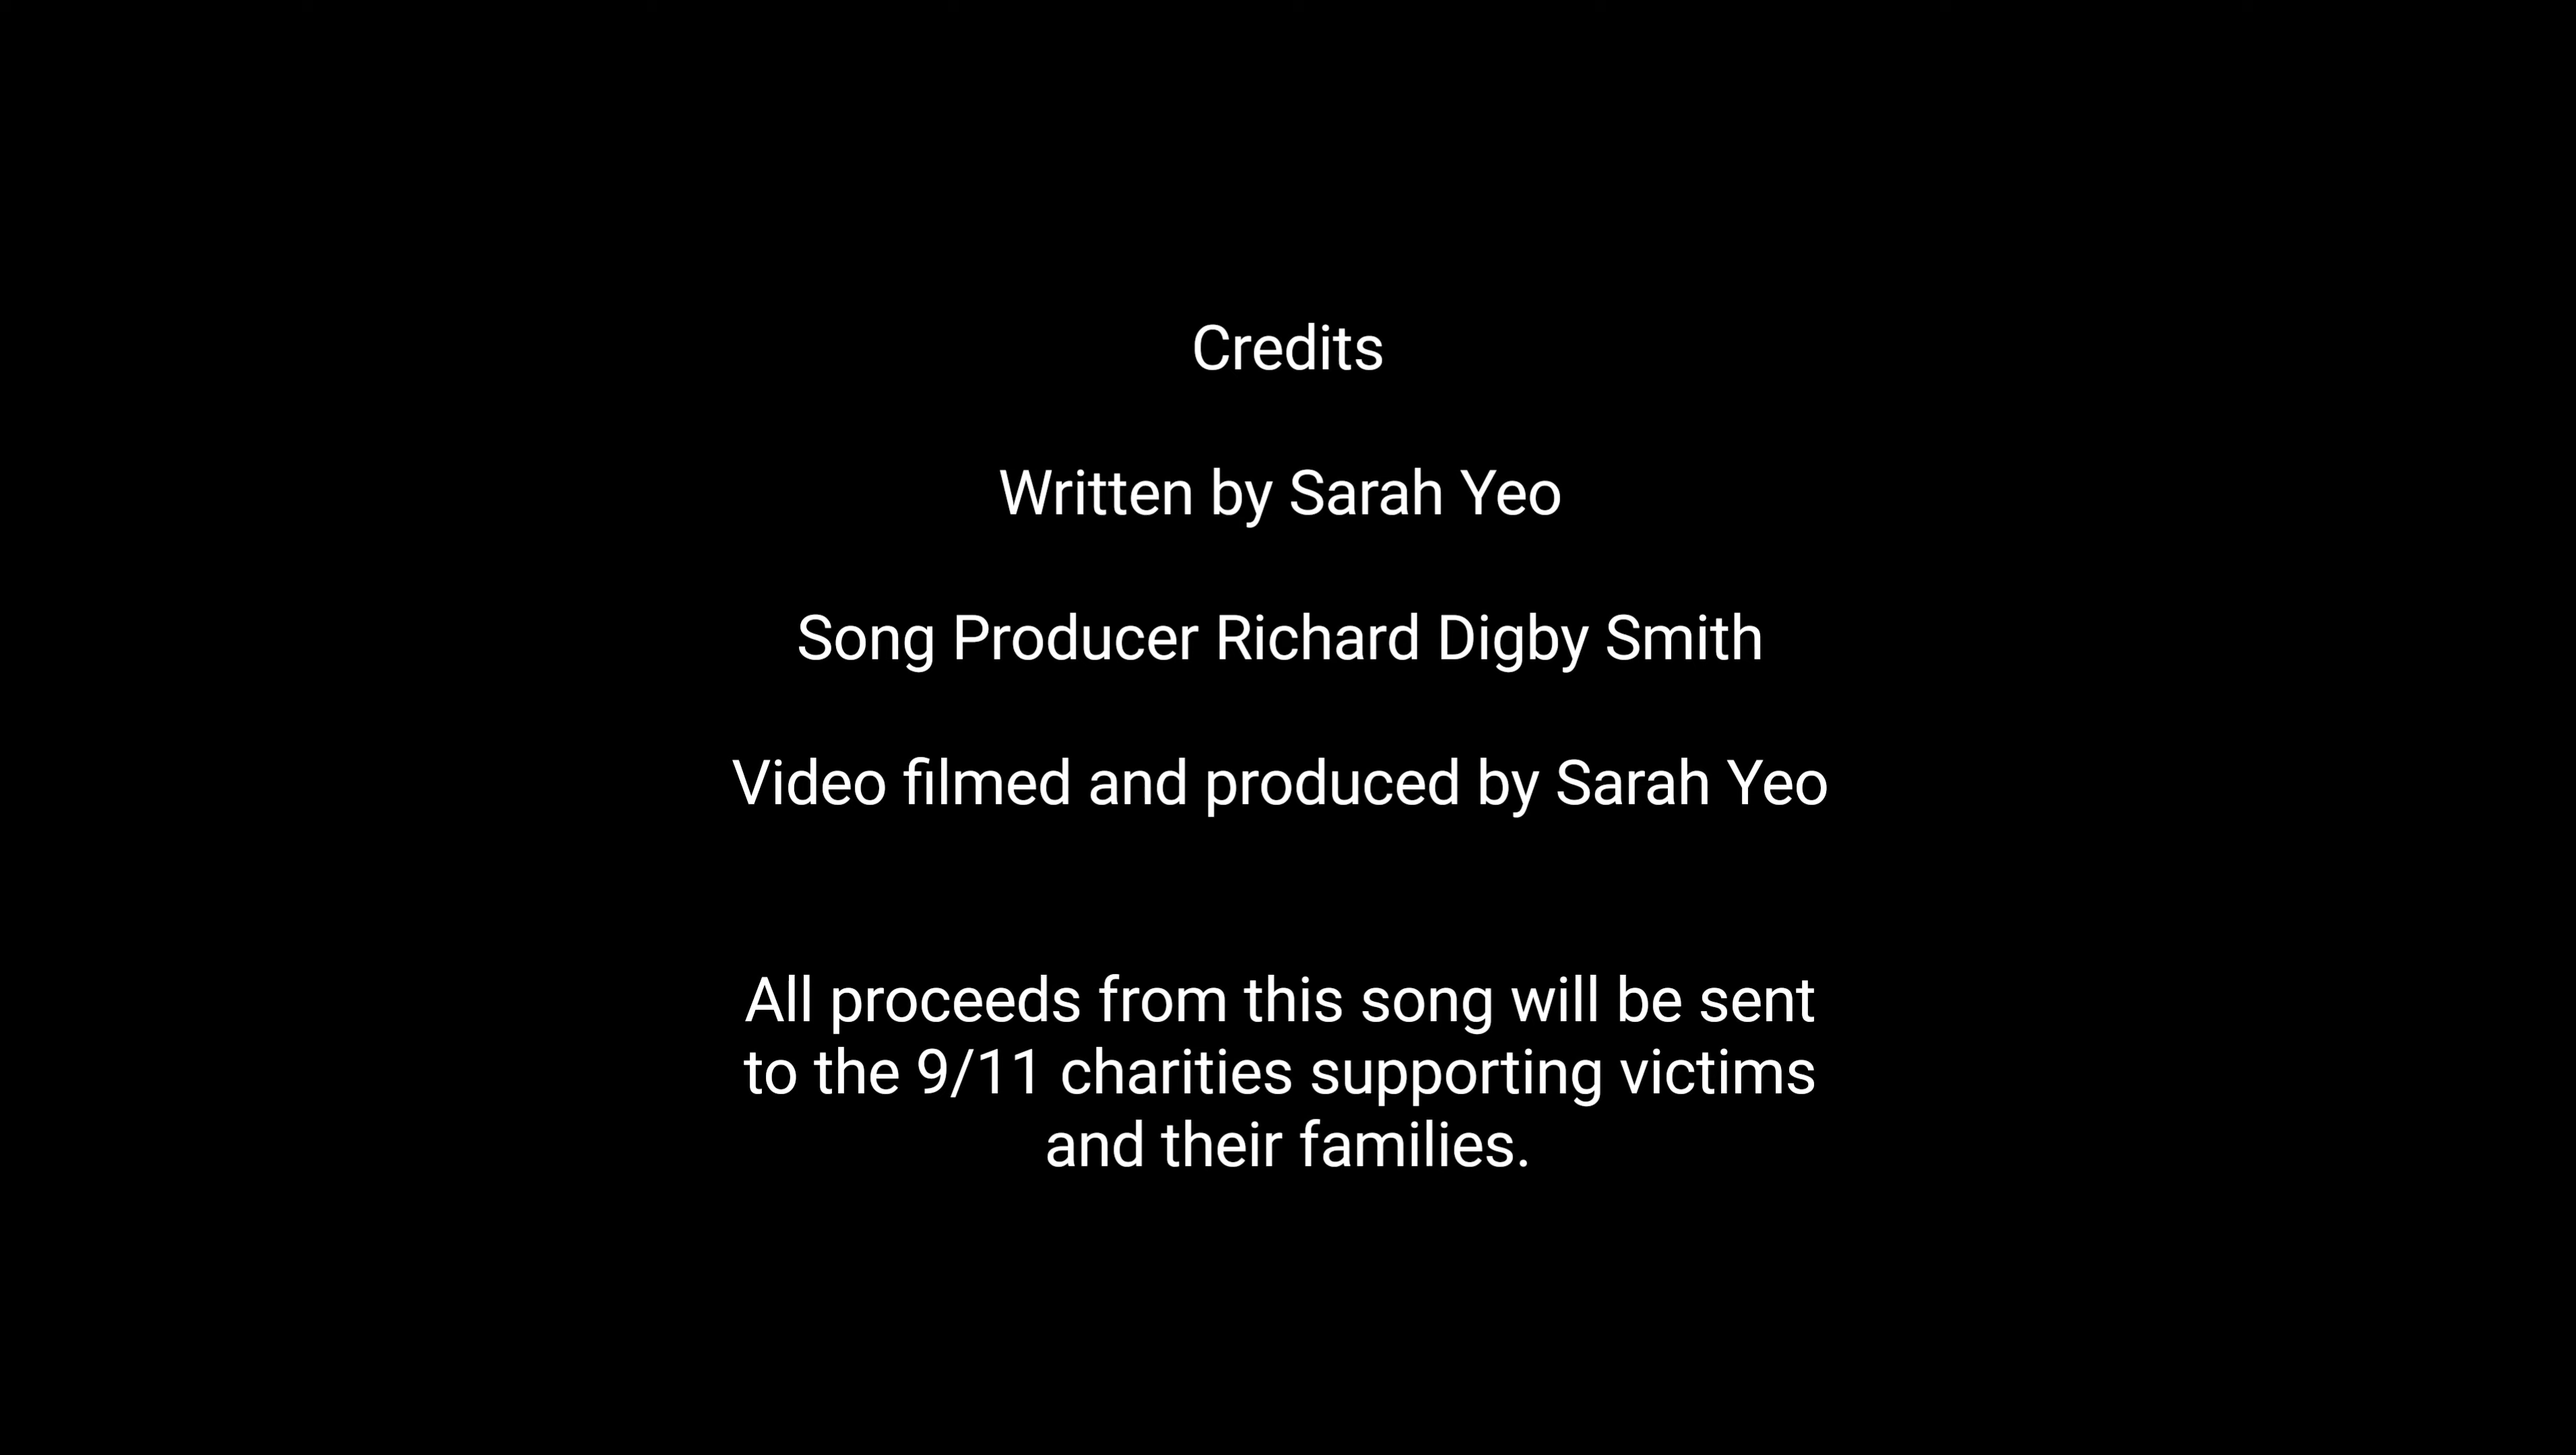 Credits
Written by Sarah Yeo
Song Producer Richard Digby Smith
Video filmed and produced by Sarah Yeo
All proceeds from this song will be sent
to the 9/11 charities supporting victims
and their families.